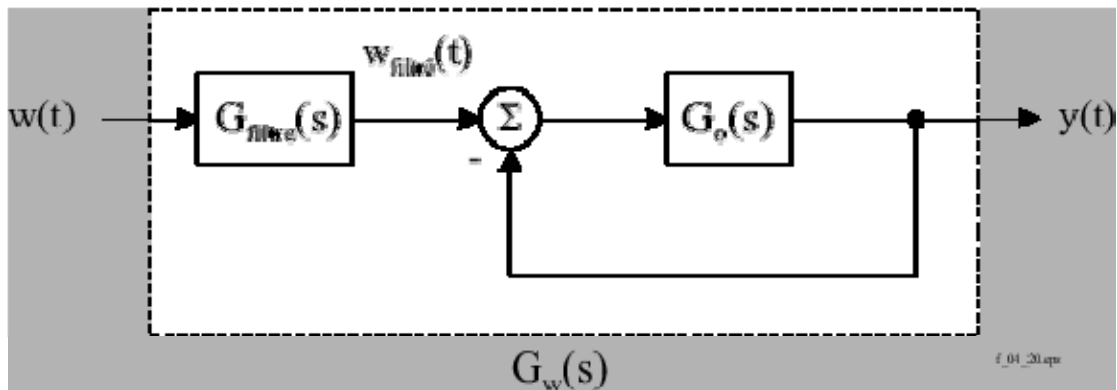 w_filtré(t)
w(t)
G_filtre(s)
Σ
G_o(s)
y(t)
-
G_w(s)
f_04_20.eps